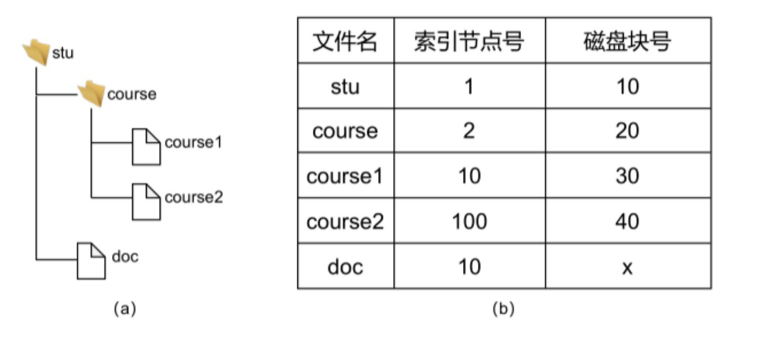 stu
course
course1
course2
doc
(a)
文件名 索引节点号 磁盘块号
stu 1 10
course 2 20
course1 10 30
course2 100 40
doc 10 x
(b)